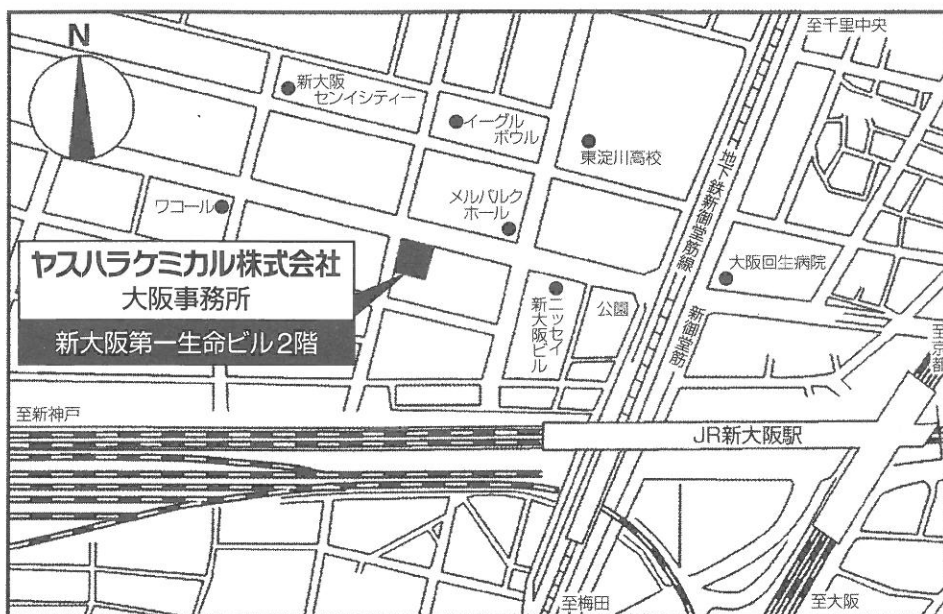 至千里中央
N
新大阪
センイシティー
イーグル
ボウル
東淀川高校
地下鉄新御堂筋線
ワコール
メルパルク
ホール
ヤスハラケミカル株式会社
大阪事務所
新大阪第一生命ビル2階
大阪回生病院
ニッセイ
新大阪ビル
公園
新御堂筋
至京都
至新神戸
JR新大阪駅
至梅田
至大阪